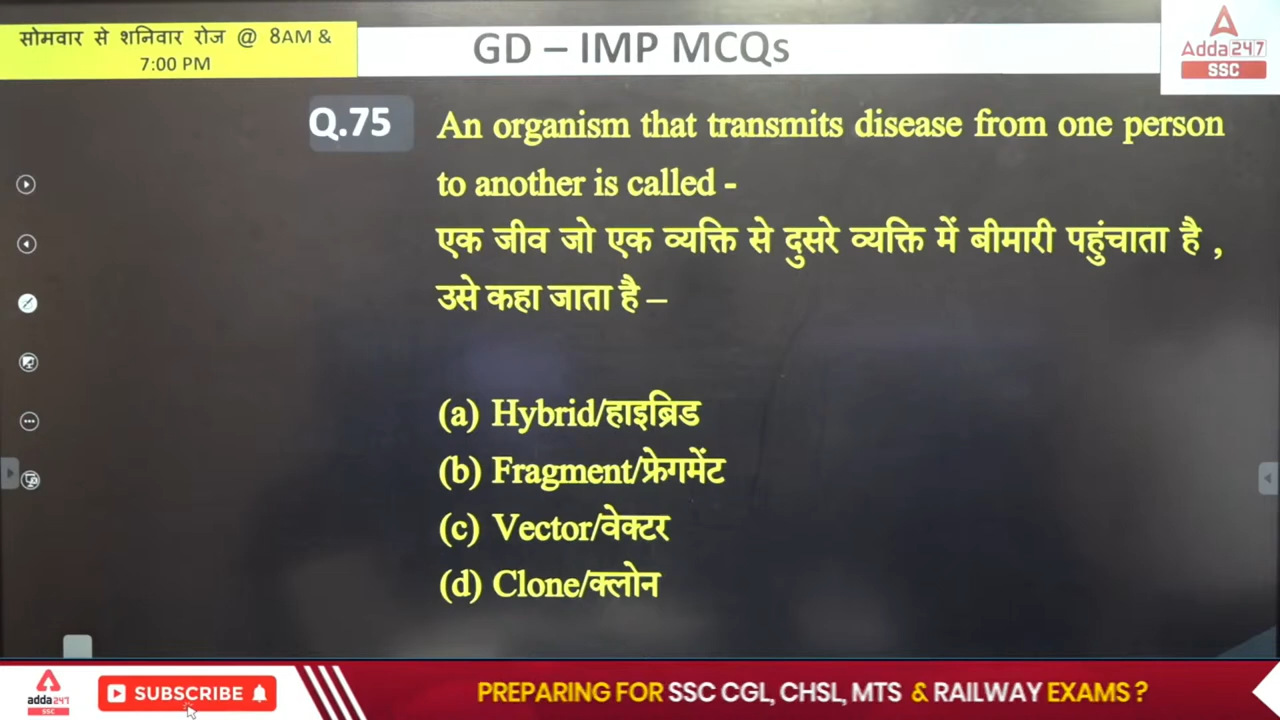 सोमवार से शनिवार रोज @ 8AM &
7:00 PM
GD – IMP MCQs
Adda247
SSC
Q.75
An organism that transmits disease from one person
to another is called -
एक जीव जो एक व्यक्ति से दुसरे व्यक्ति में बीमारी पहुंचाता है ,
उसे कहा जाता है –
(a) Hybrid/हाइब्रिड
(b) Fragment/फ्रेगमेंट
(c) Vector/वेक्टर
(d) Clone/क्लोन
adda247
SSC
SUBSCRIBE
PREPARING FOR SSC CGL, CHSL, MTS & RAILWAY EXAMS ?